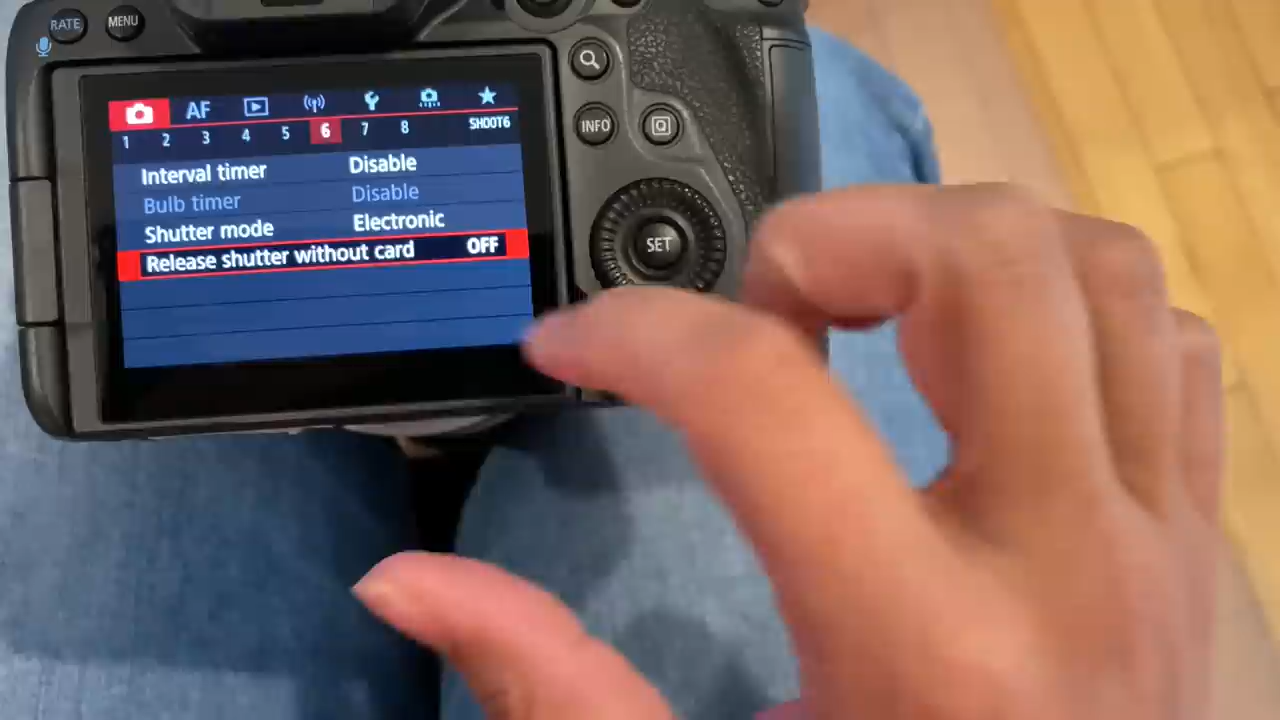 RATE MENU
AF
1 2 3 4 5 6 7 8 SHOOT6
INFO Q
Interval timer Disable
Bulb timer Disable
Shutter mode Electronic
SET
Release shutter without card OFF